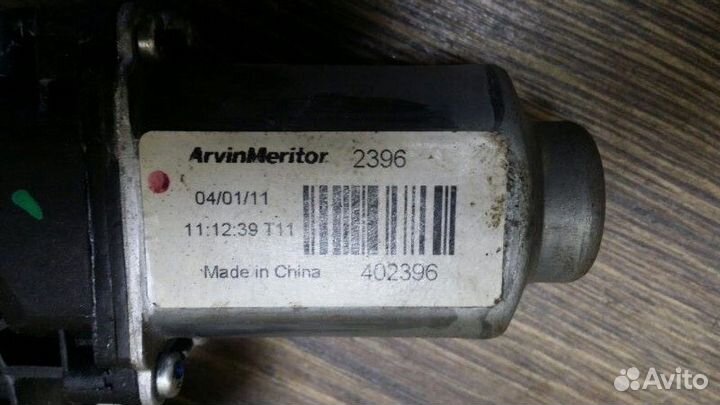 ArvinMeritor 2396
04/01/11
11:12:39 T11
Made in China 402396
Avito